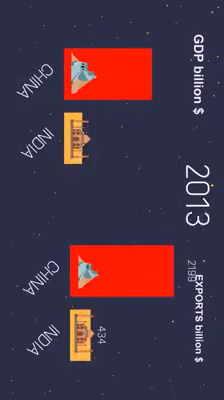 GDP billion $
CHINA
INDIA
2013
EXPORTS billion $
2199
CHINA
434
INDIA